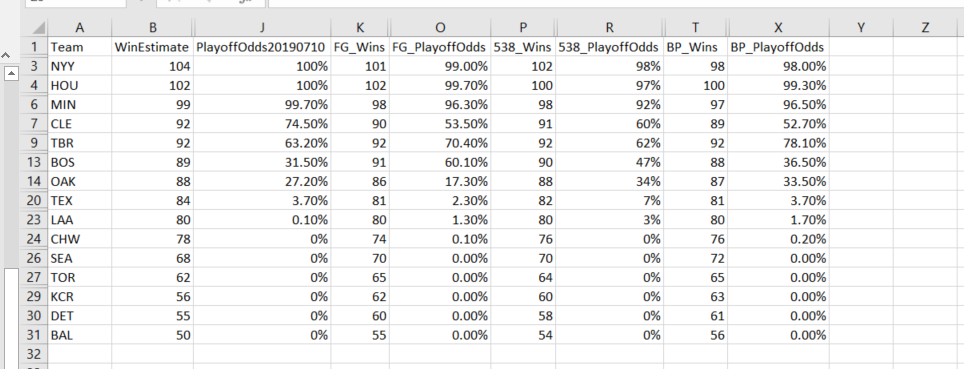 A B J K O P R T X Y Z
1 Team WinEstimate PlayoffOdds20190710 FG_Wins FG_PlayoffOdds 538_Wins 538_PlayoffOdds BP_Wins BP_PlayoffOdds
3 NYY 104 100% 101 99.00% 102 98% 98 98.00%
4 HOU 102 100% 102 99.70% 100 97% 100 99.30%
6 MIN 99 99.70% 98 96.30% 98 92% 97 96.50%
7 CLE 92 74.50% 90 53.50% 91 60% 89 52.70%
9 TBR 92 63.20% 92 70.40% 92 62% 92 78.10%
13 BOS 89 31.50% 91 60.10% 90 47% 88 36.50%
14 OAK 88 27.20% 86 17.30% 88 34% 87 33.50%
20 TEX 84 3.70% 81 2.30% 82 7% 81 3.70%
23 LAA 80 0.10% 80 1.30% 80 3% 80 1.70%
24 CHW 78 0% 74 0.10% 76 0% 76 0.20%
26 SEA 68 0% 70 0.00% 70 0% 72 0.00%
27 TOR 62 0% 65 0.00% 64 0% 65 0.00%
29 KCR 56 0% 62 0.00% 60 0% 63 0.00%
30 DET 55 0% 60 0.00% 58 0% 61 0.00%
31 BAL 50 0% 55 0.00% 54 0% 56 0.00%
32